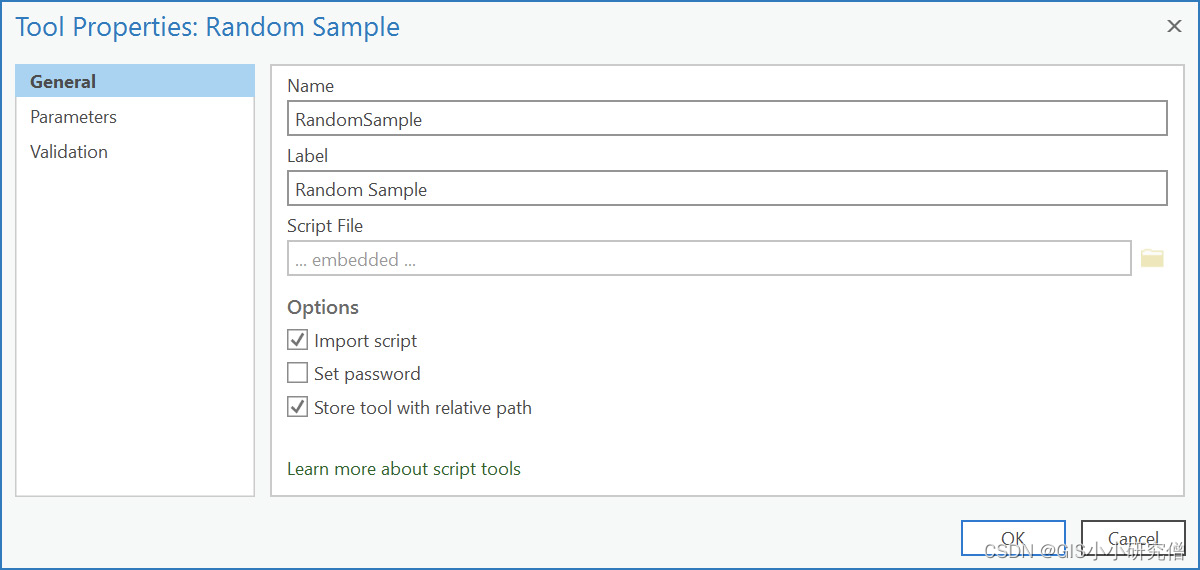 Tool Properties: Random Sample
General
Parameters
Validation
Name
RandomSample
Label
Random Sample
Script File
... embedded ...
Options
Import script
Set password
Store tool with relative path
Learn more about script tools
OK
Cancel
CSDN @GIS小小研究僧